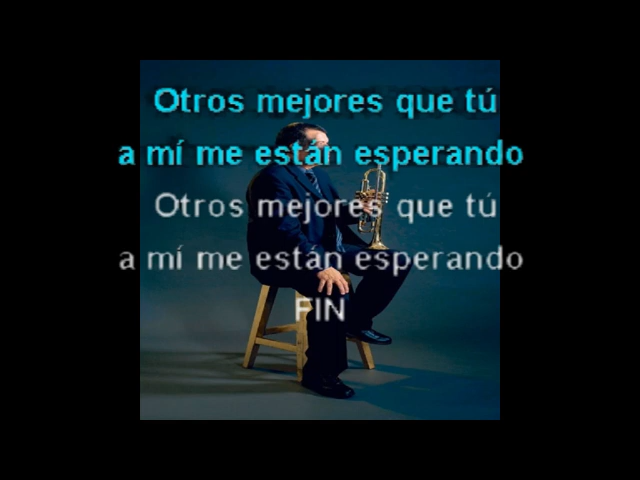 Otros mejores que tú
a mí me están esperando
Otros mejores que tú
a mí me están esperando
FIN